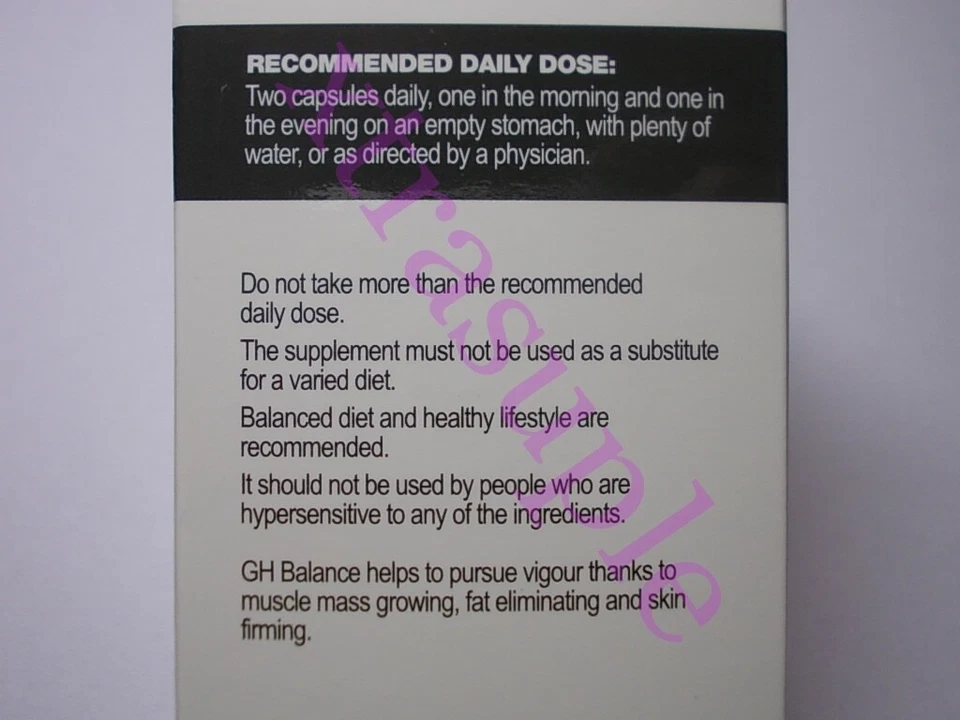 RECOMMENDED DAILY DOSE:
Two capsules daily, one in the morning and one in
the evening on an empty stomach, with plenty of
water, or as directed by a physician.
Do not take more than the recommended
daily dose.
The supplement must not be used as a substitute
for a varied diet.
Balanced diet and healthy lifestyle are
recommended.
It should not be used by people who are
hypersensitive to any of the ingredients.
GH Balance helps to pursue vigour thanks to
muscle mass growing, fat eliminating and skin
firming.
xtrasuple